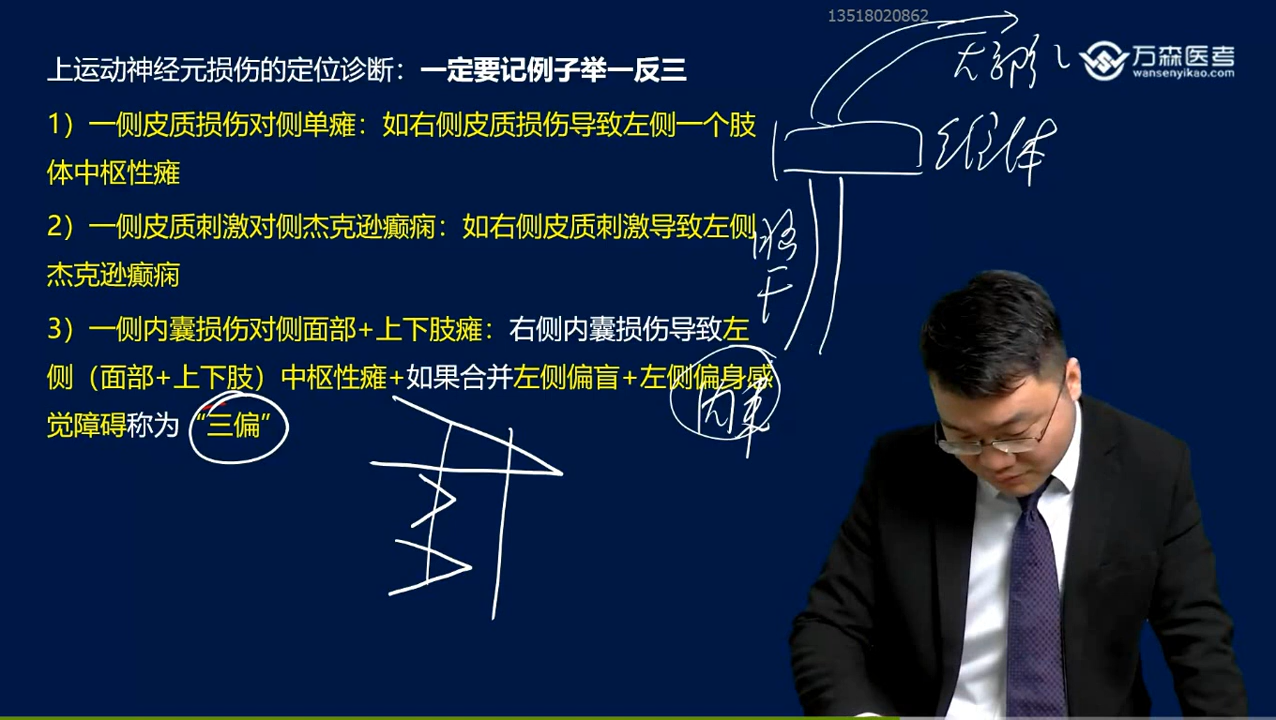 13518020862
万森医考
wansenyikao.com
上运动神经元损伤的定位诊断：一定要记例子举一反三
1）一侧皮质损伤对侧单瘫：如右侧皮质损伤导致左侧一个肢
体中枢性瘫
2）一侧皮质刺激对侧杰克逊癫痫：如右侧皮质刺激导致左侧
杰克逊癫痫
3）一侧内囊损伤对侧面部+上下肢瘫：右侧内囊损伤导致左
侧（面部+上下肢）中枢性瘫+如果合并左侧偏盲+左侧偏身感
觉障碍称为“三偏”
大部分
锥体
脑
干
内囊